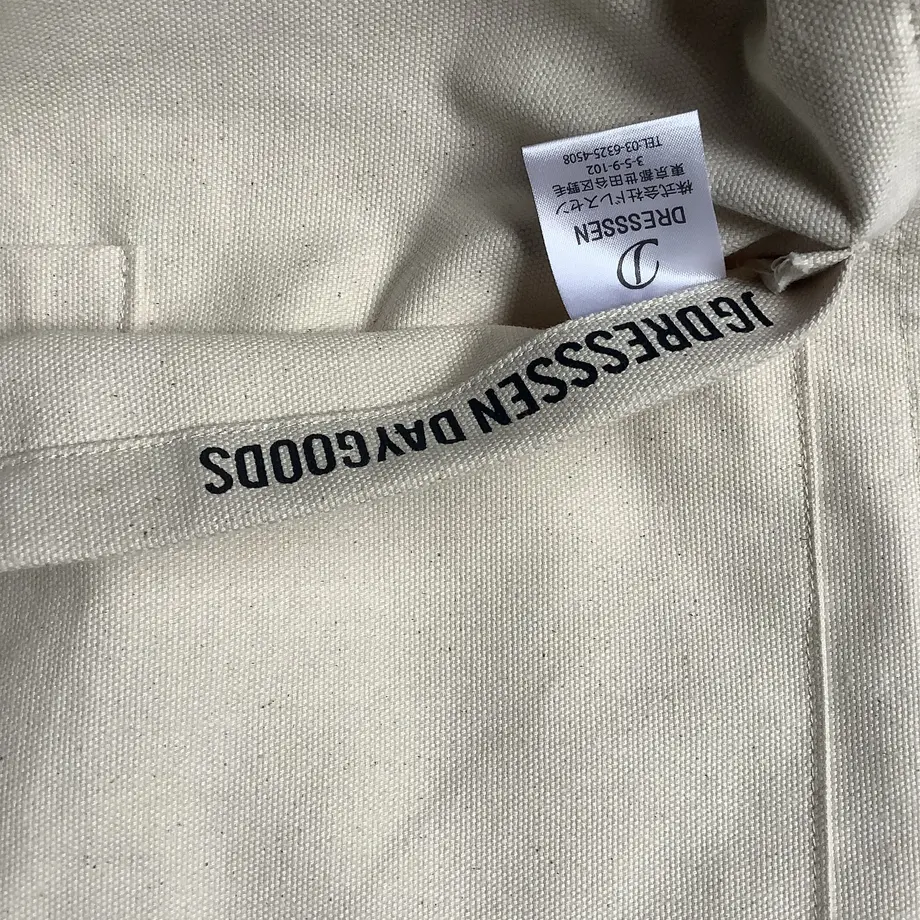 D
DRESSSEN
株式会社ドレスセン
東京都世田谷区野毛
3-5-9-102
TEL:03-6325-4508
GDRESSSEN DAYGOODS